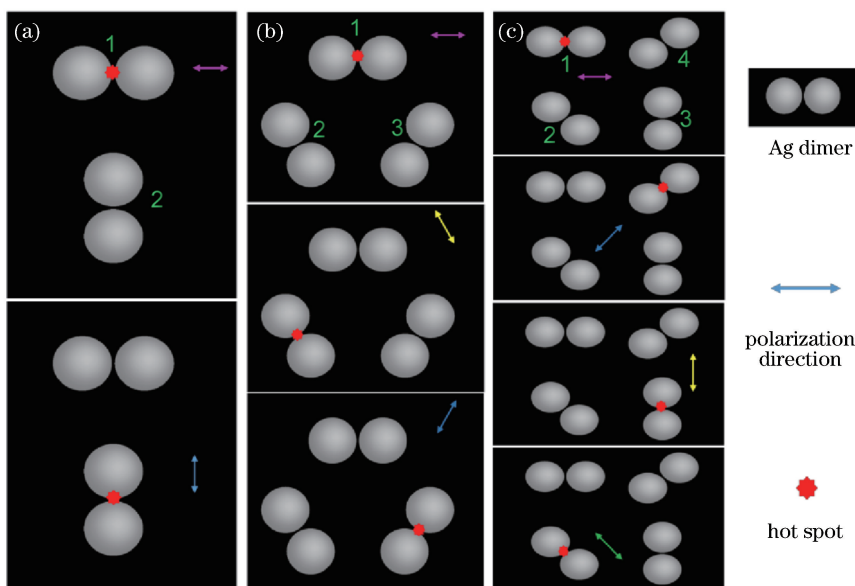 (a)
1
2
(b)
1
2
3
(c)
1
4
2
3
Ag dimer
polarization
direction
hot spot